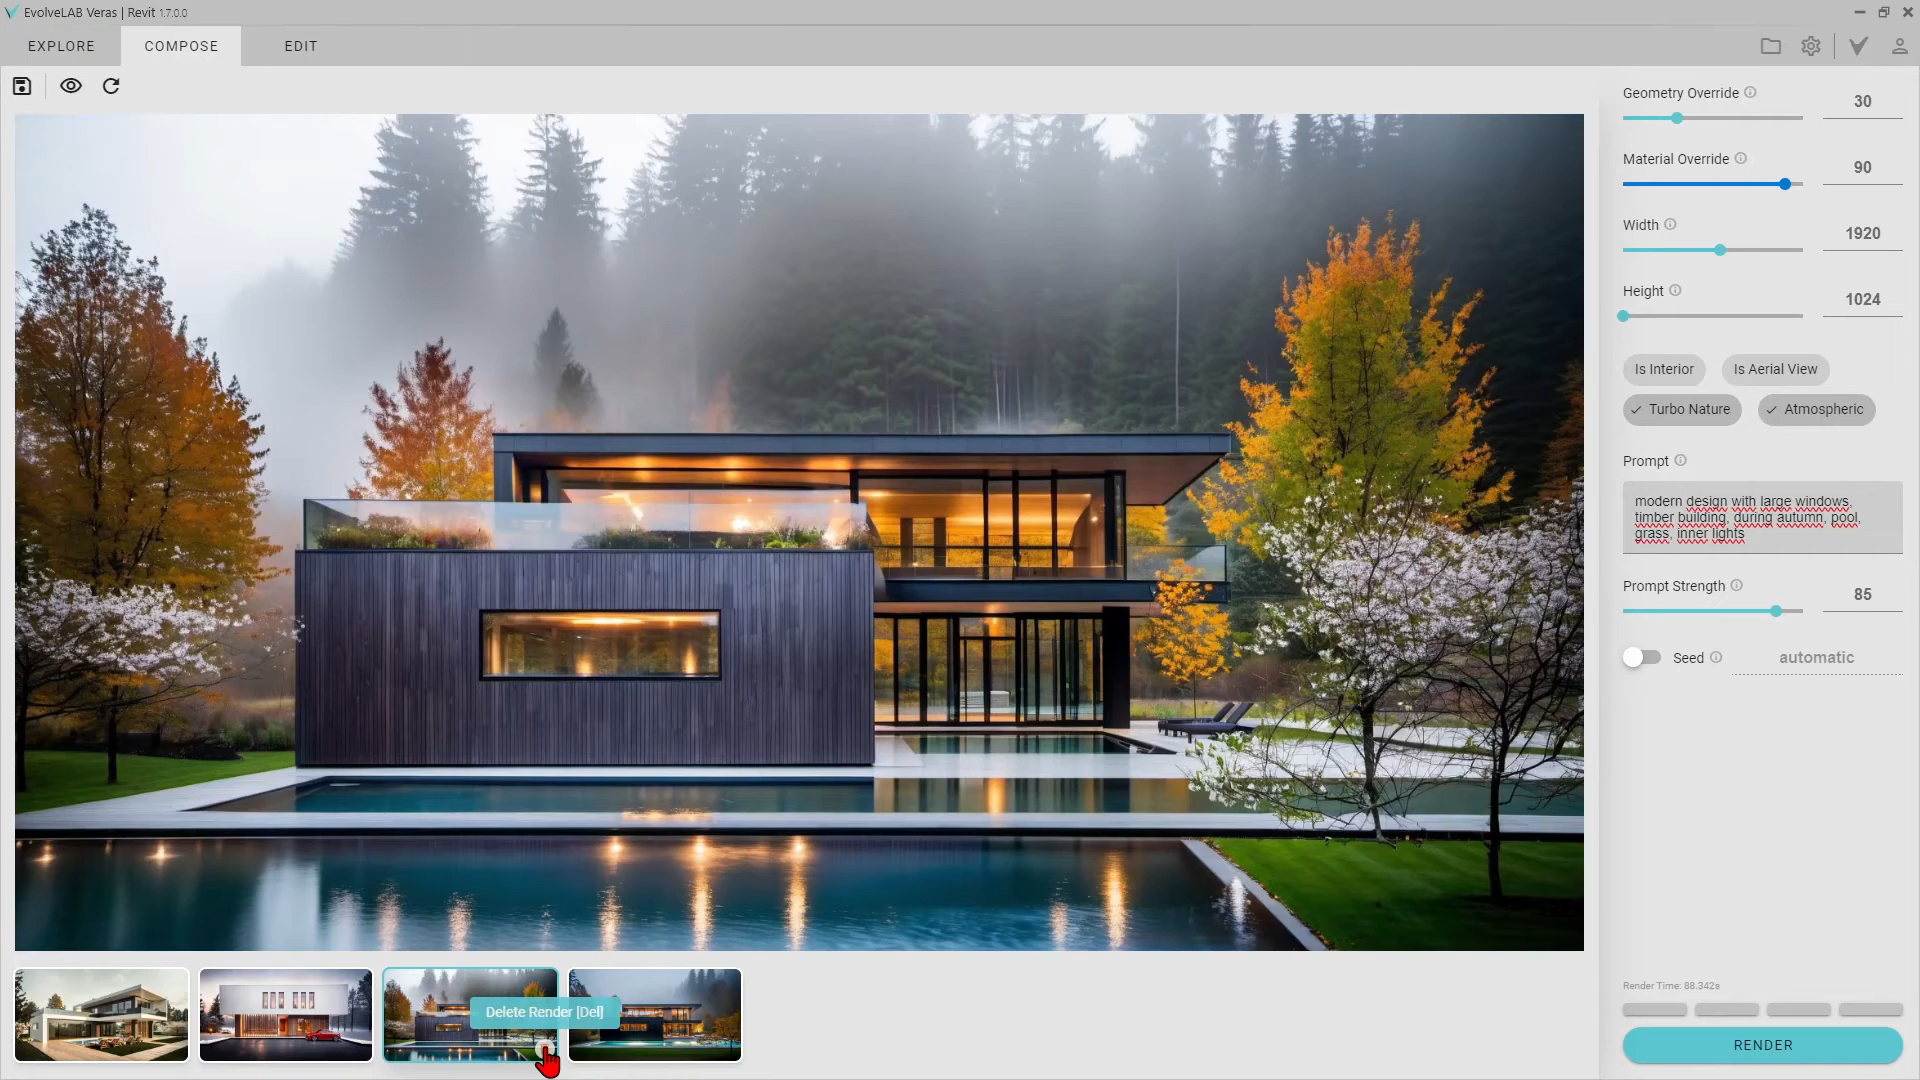 EvolveLAB Veras | Revit 1.7.0.0
EXPLORE
COMPOSE
EDIT
Geometry Override
30
Material Override
90
Width
1920
Height
1024
Is Interior
Is Aerial View
Turbo Nature
Atmospheric
Prompt
modern design with large windows,
timber building, during autumn, pool,
grass, inner lights
Prompt Strength
85
Seed
automatic
Delete Render [Del]
Render Time: 88.342s
RENDER